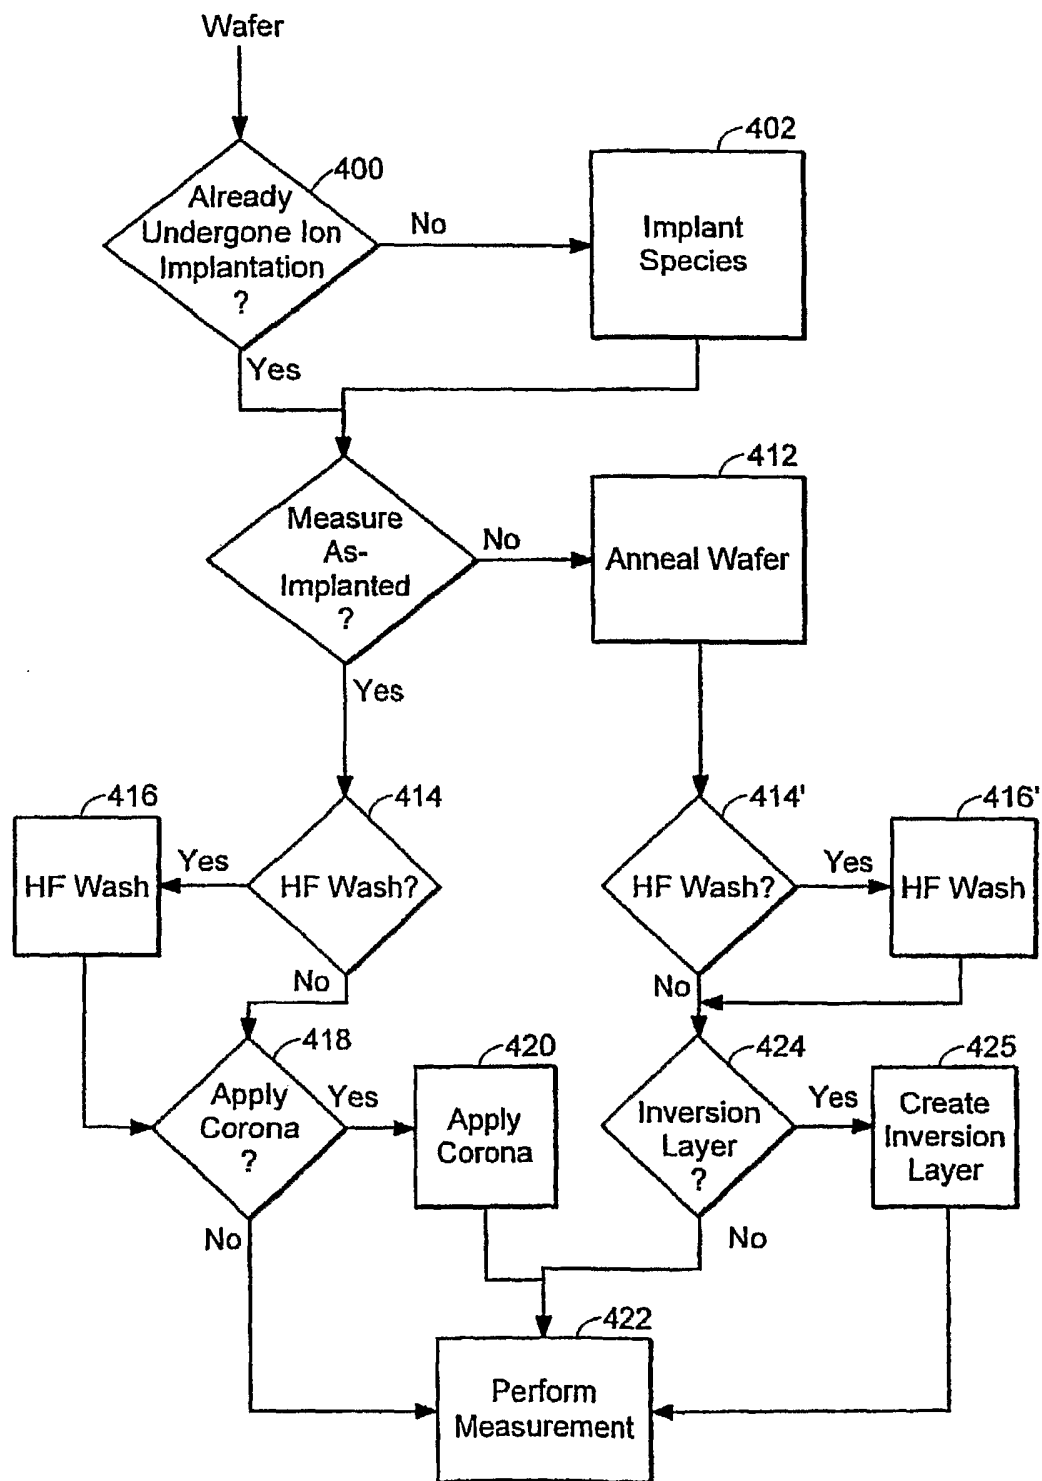 Wafer
400
Already
Undergone Ion
Implantation
?
No
402
Implant
Species
Yes
Measure
As-
Implanted
?
No
412
Anneal Wafer
Yes
416
HF Wash
Yes
414
HF Wash?
No
414'
HF Wash?
Yes
416'
HF Wash
No
418
Apply
Corona
?
Yes
420
Apply
Corona
No
424
Inversion
Layer
?
Yes
425
Create
Inversion
Layer
No
422
Perform
Measurement